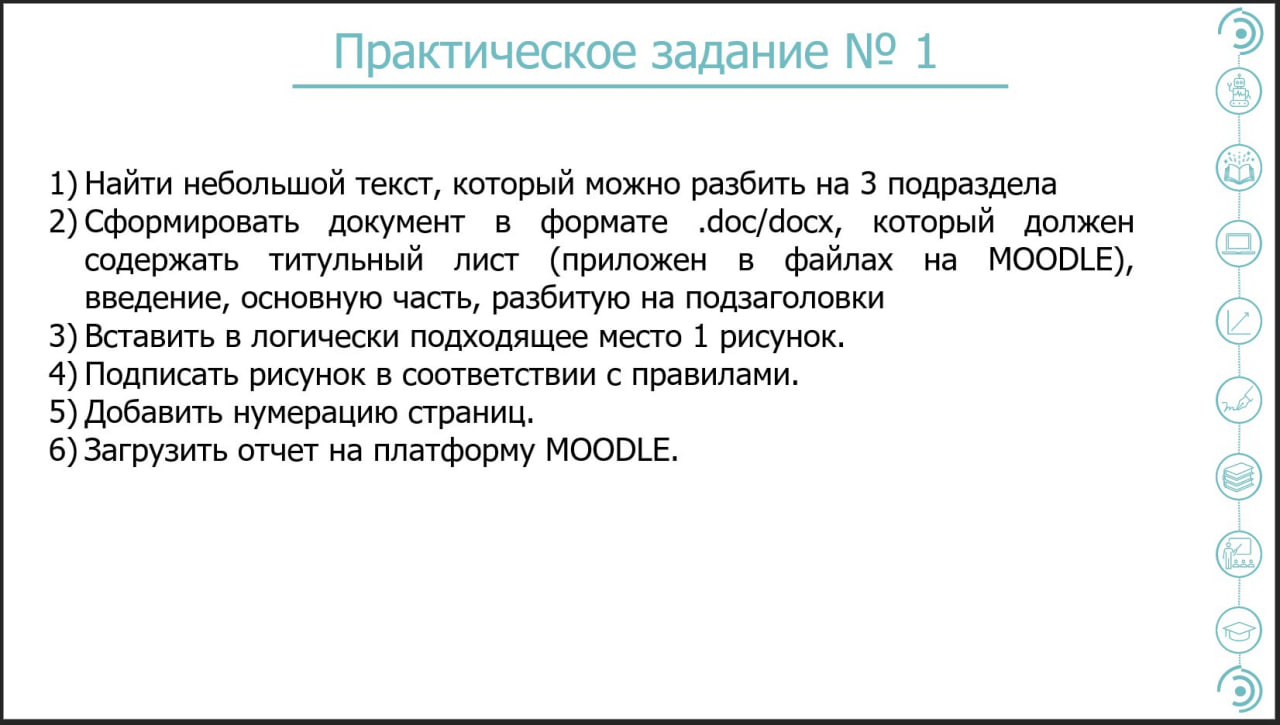 Практическое задание № 1
1) Найти небольшой текст, который можно разбить на 3 подраздела
2) Сформировать документ в формате .doc/docx, который должен
содержать титульный лист (приложен в файлах на MOODLE),
введение, основную часть, разбитую на подзаголовки
3) Вставить в логически подходящее место 1 рисунок.
4) Подписать рисунок в соответствии с правилами.
5) Добавить нумерацию страниц.
6) Загрузить отчет на платформу MOODLE.